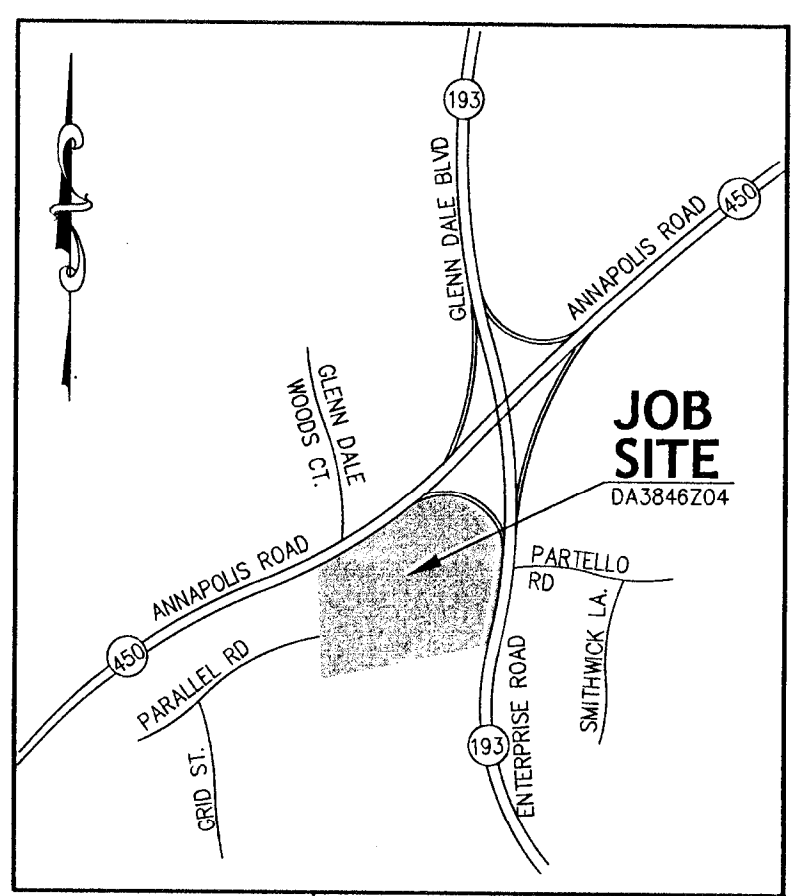 193
GLENN DALE BLVD
450
ANNAPOLIS ROAD
GLENN DALE
WOODS CT.
JOB
SITE
DA3846Z04
ANNAPOLIS ROAD
PARTELLO
RD
450
PARALLEL RD
SMITHWICK LA.
ENTERPRISE ROAD
193
GRID ST.